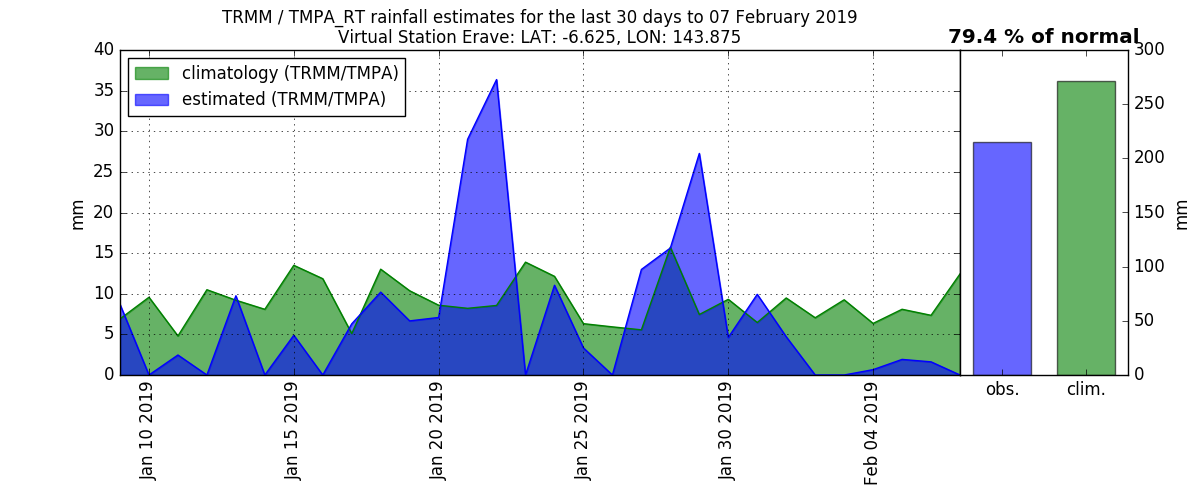 TRMM / TMPA_RT rainfall estimates for the last 30 days to 07 February 2019
Virtual Station Erave: LAT: -6.625, LON: 143.875
79.4 % of normal
climatology (TRMM/TMPA)
estimated (TRMM/TMPA)
40
35
30
25
20
15
10
5
0
mm
300
250
200
150
100
50
0
mm
Jan 10 2019
Jan 15 2019
Jan 20 2019
Jan 25 2019
Jan 30 2019
Feb 04 2019
obs.
clim.